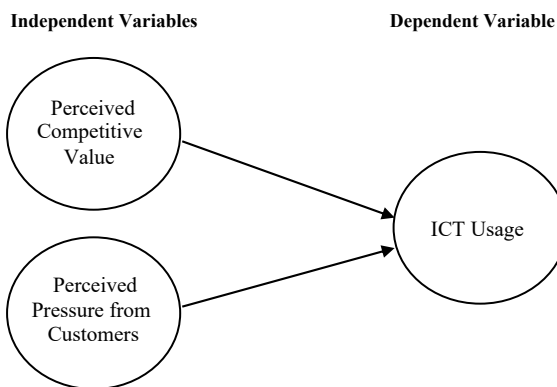 Independent Variables
Dependent Variable
Perceived
Competitive
Value
ICT Usage
Perceived
Pressure from
Customers